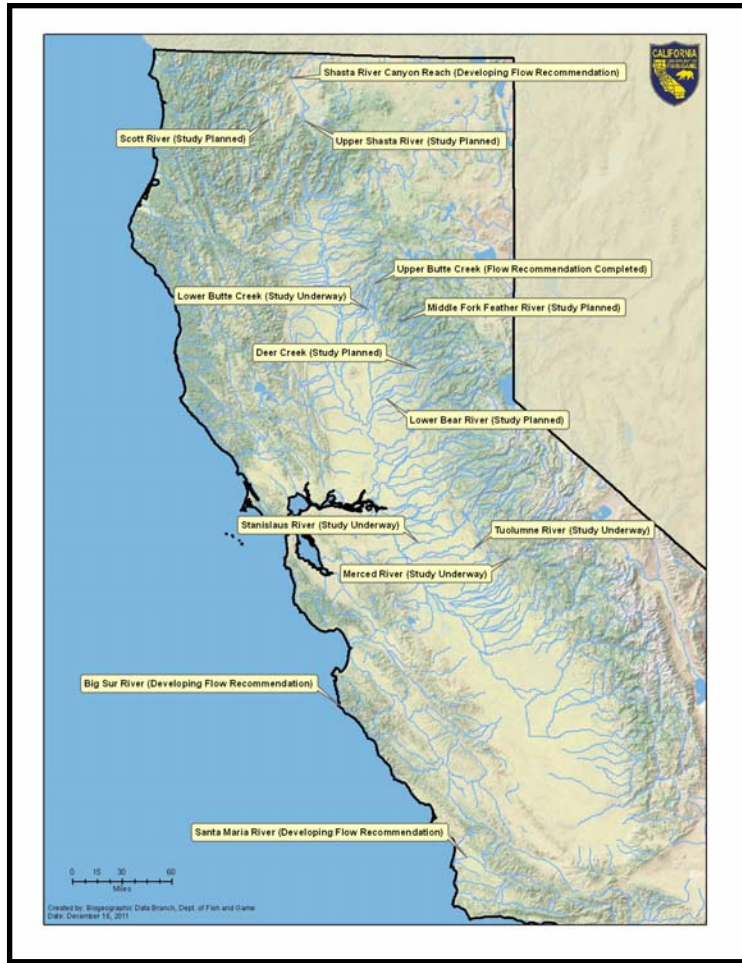 CALIFORNIA
Shasta River Canyon Reach (Developing Flow Recommendation)
Scott River (Study Planned)
Upper Shasta River (Study Planned)
Upper Butte Creek (Flow Recommendation Completed)
Lower Butte Creek (Study Underway)
Middle Fork Feather River (Study Planned)
Deer Creek (Study Planned)
Lower Bear River (Study Planned)
Stanislaus River (Study Underway)
Tuolumne River (Study Underway)
Merced River (Study Underway)
Big Sur River (Developing Flow Recommendation)
Santa Maria River (Developing Flow Recommendation)
0 15 30 60
Miles
Created by: Biogeographic Data Branch, Dept. of Fish and Game
Date: December 16, 2011